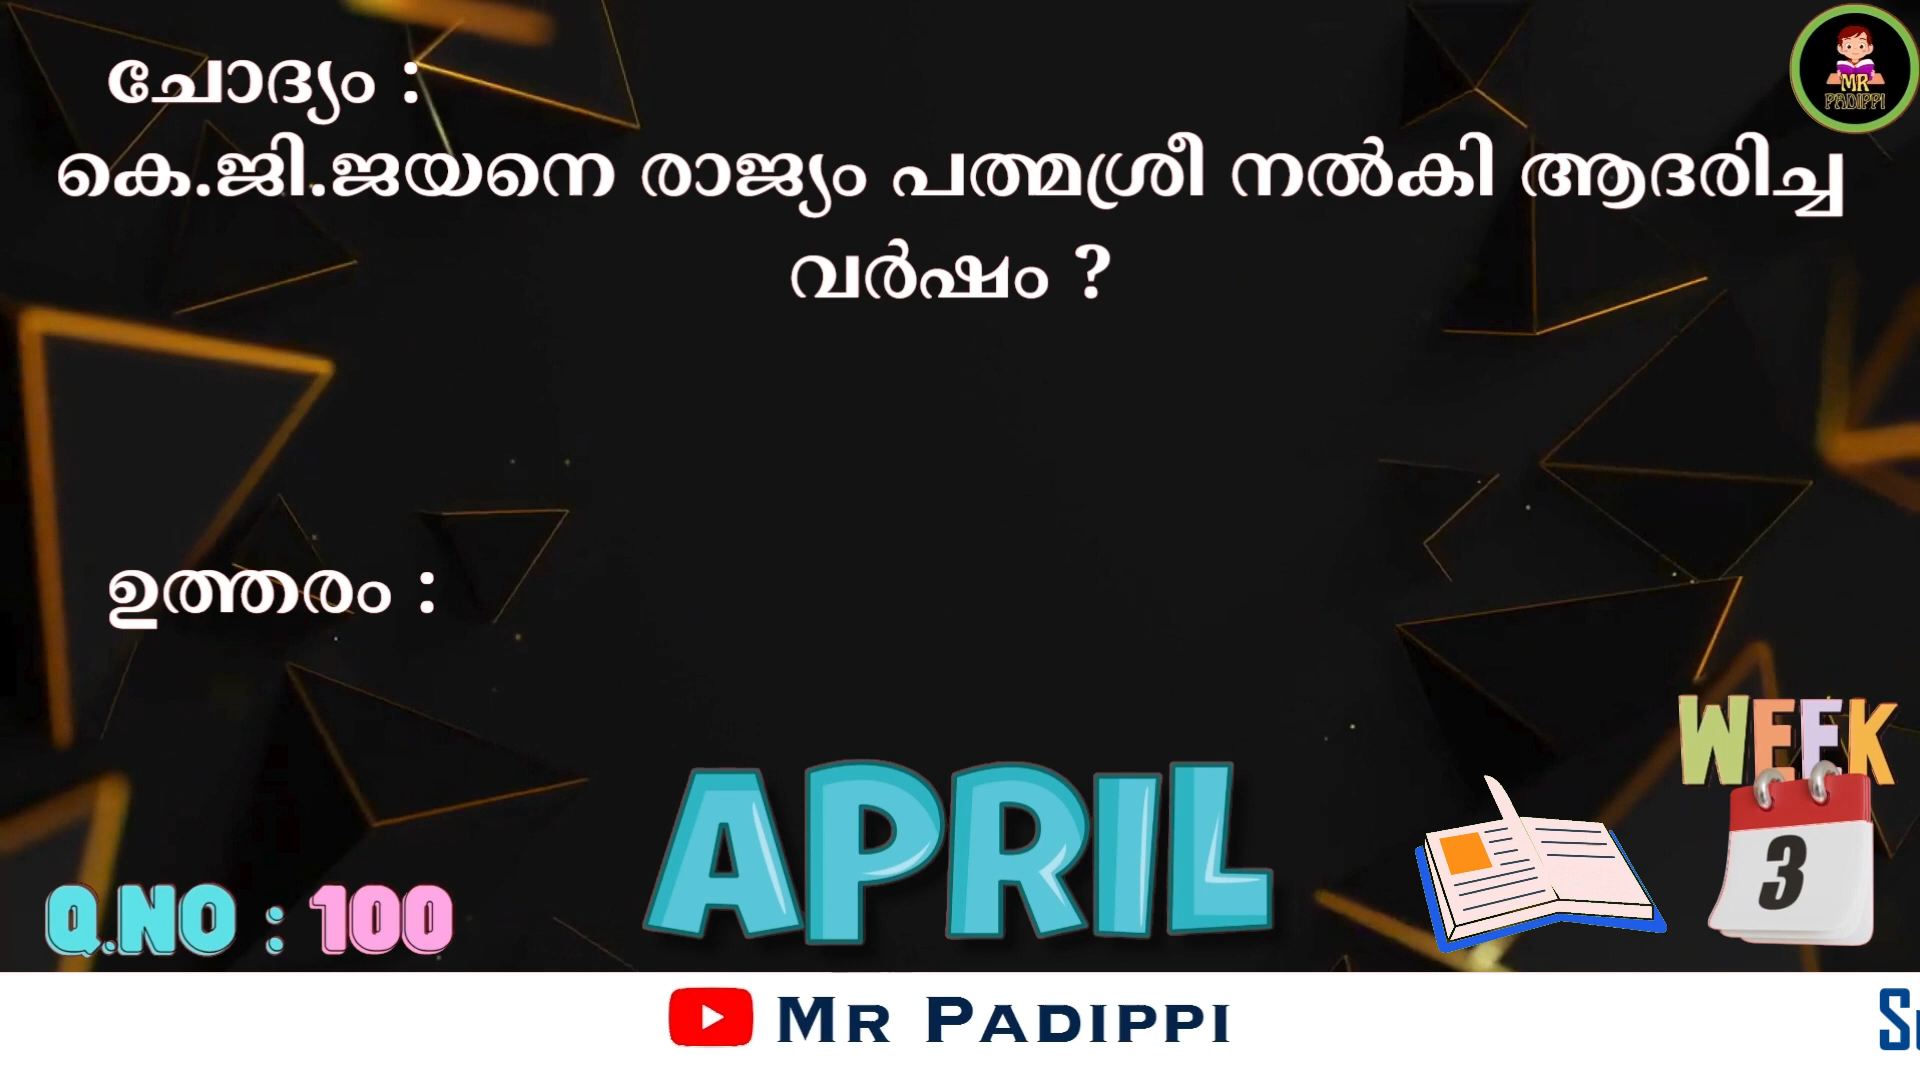 ചോദ്യം :
കെ.ജി.ജയനെ രാജ്യം പത്മശ്രീ നൽകി ആദരിച്ച
വർഷം ?
ഉത്തരം :
WEEK
3
APRIL
Q.NO : 100
MR PADIPPI
MR
PADIPPI